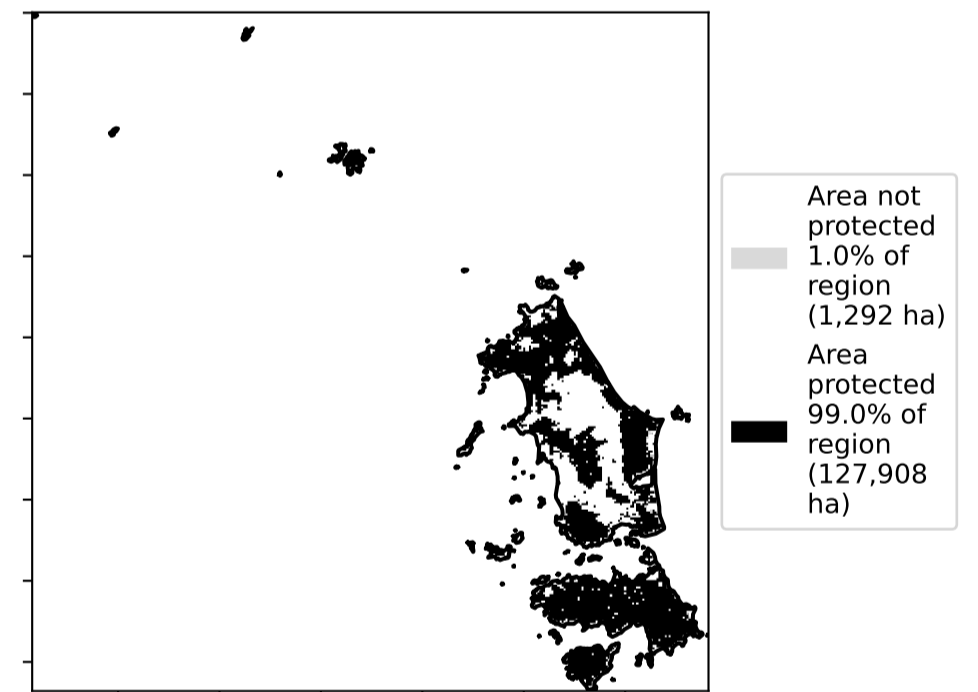 Area not
protected
1.0% of
region
(1,292 ha)
Area
protected
99.0% of
region
(127,908
ha)